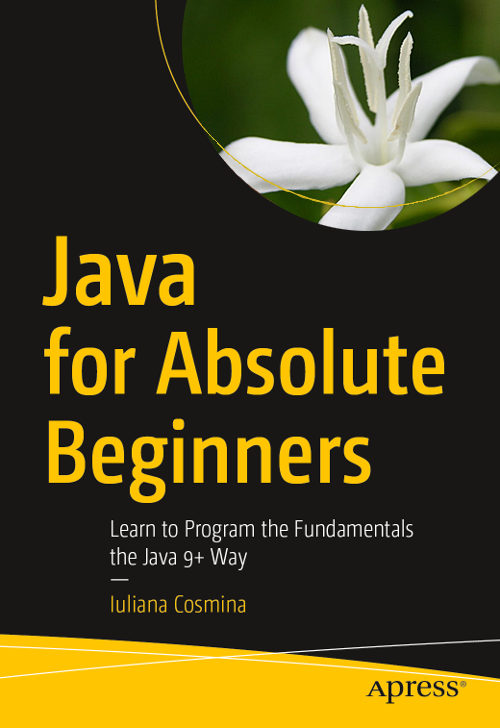 Java
for Absolute
Beginners
Learn to Program the Fundamentals
the Java 9+ Way
Iuliana Cosmina
Apress®